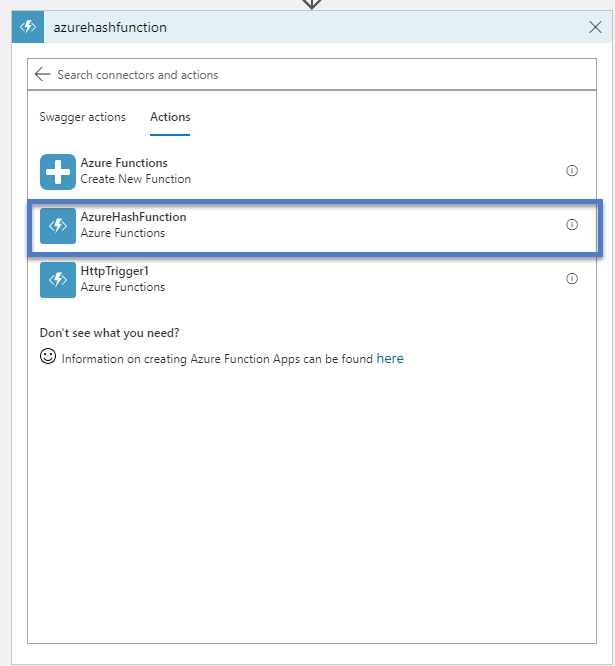 azurehashfunction
Search connectors and actions
Swagger actions Actions
Azure Functions
Create New Function
AzureHashFunction
Azure Functions
HttpTrigger1
Azure Functions
Don't see what you need?
Information on creating Azure Function Apps can be found here